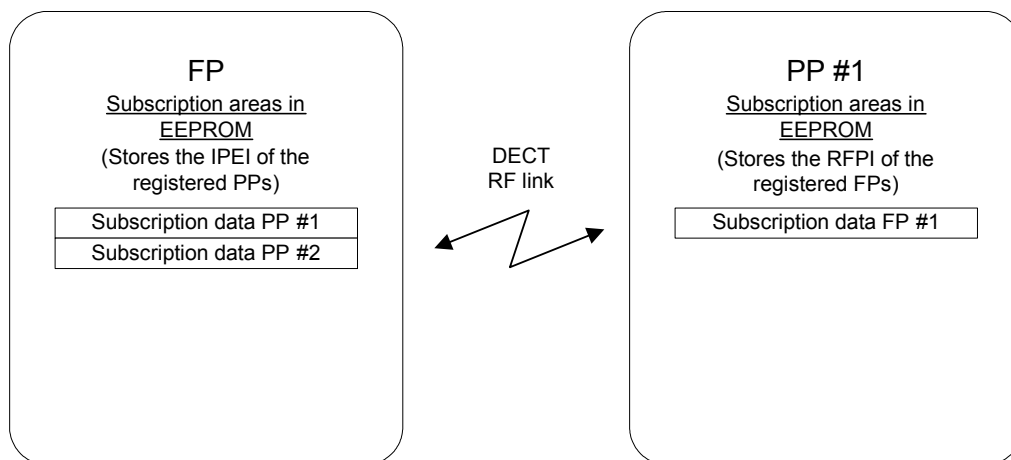 FP
Subscription areas in
EEPROM
(Stores the IPEI of the
registered PPs)
Subscription data PP #1
Subscription data PP #2
DECT
RF link
PP #1
Subscription areas in
EEPROM
(Stores the RFPI of the
registered FPs)
Subscription data FP #1